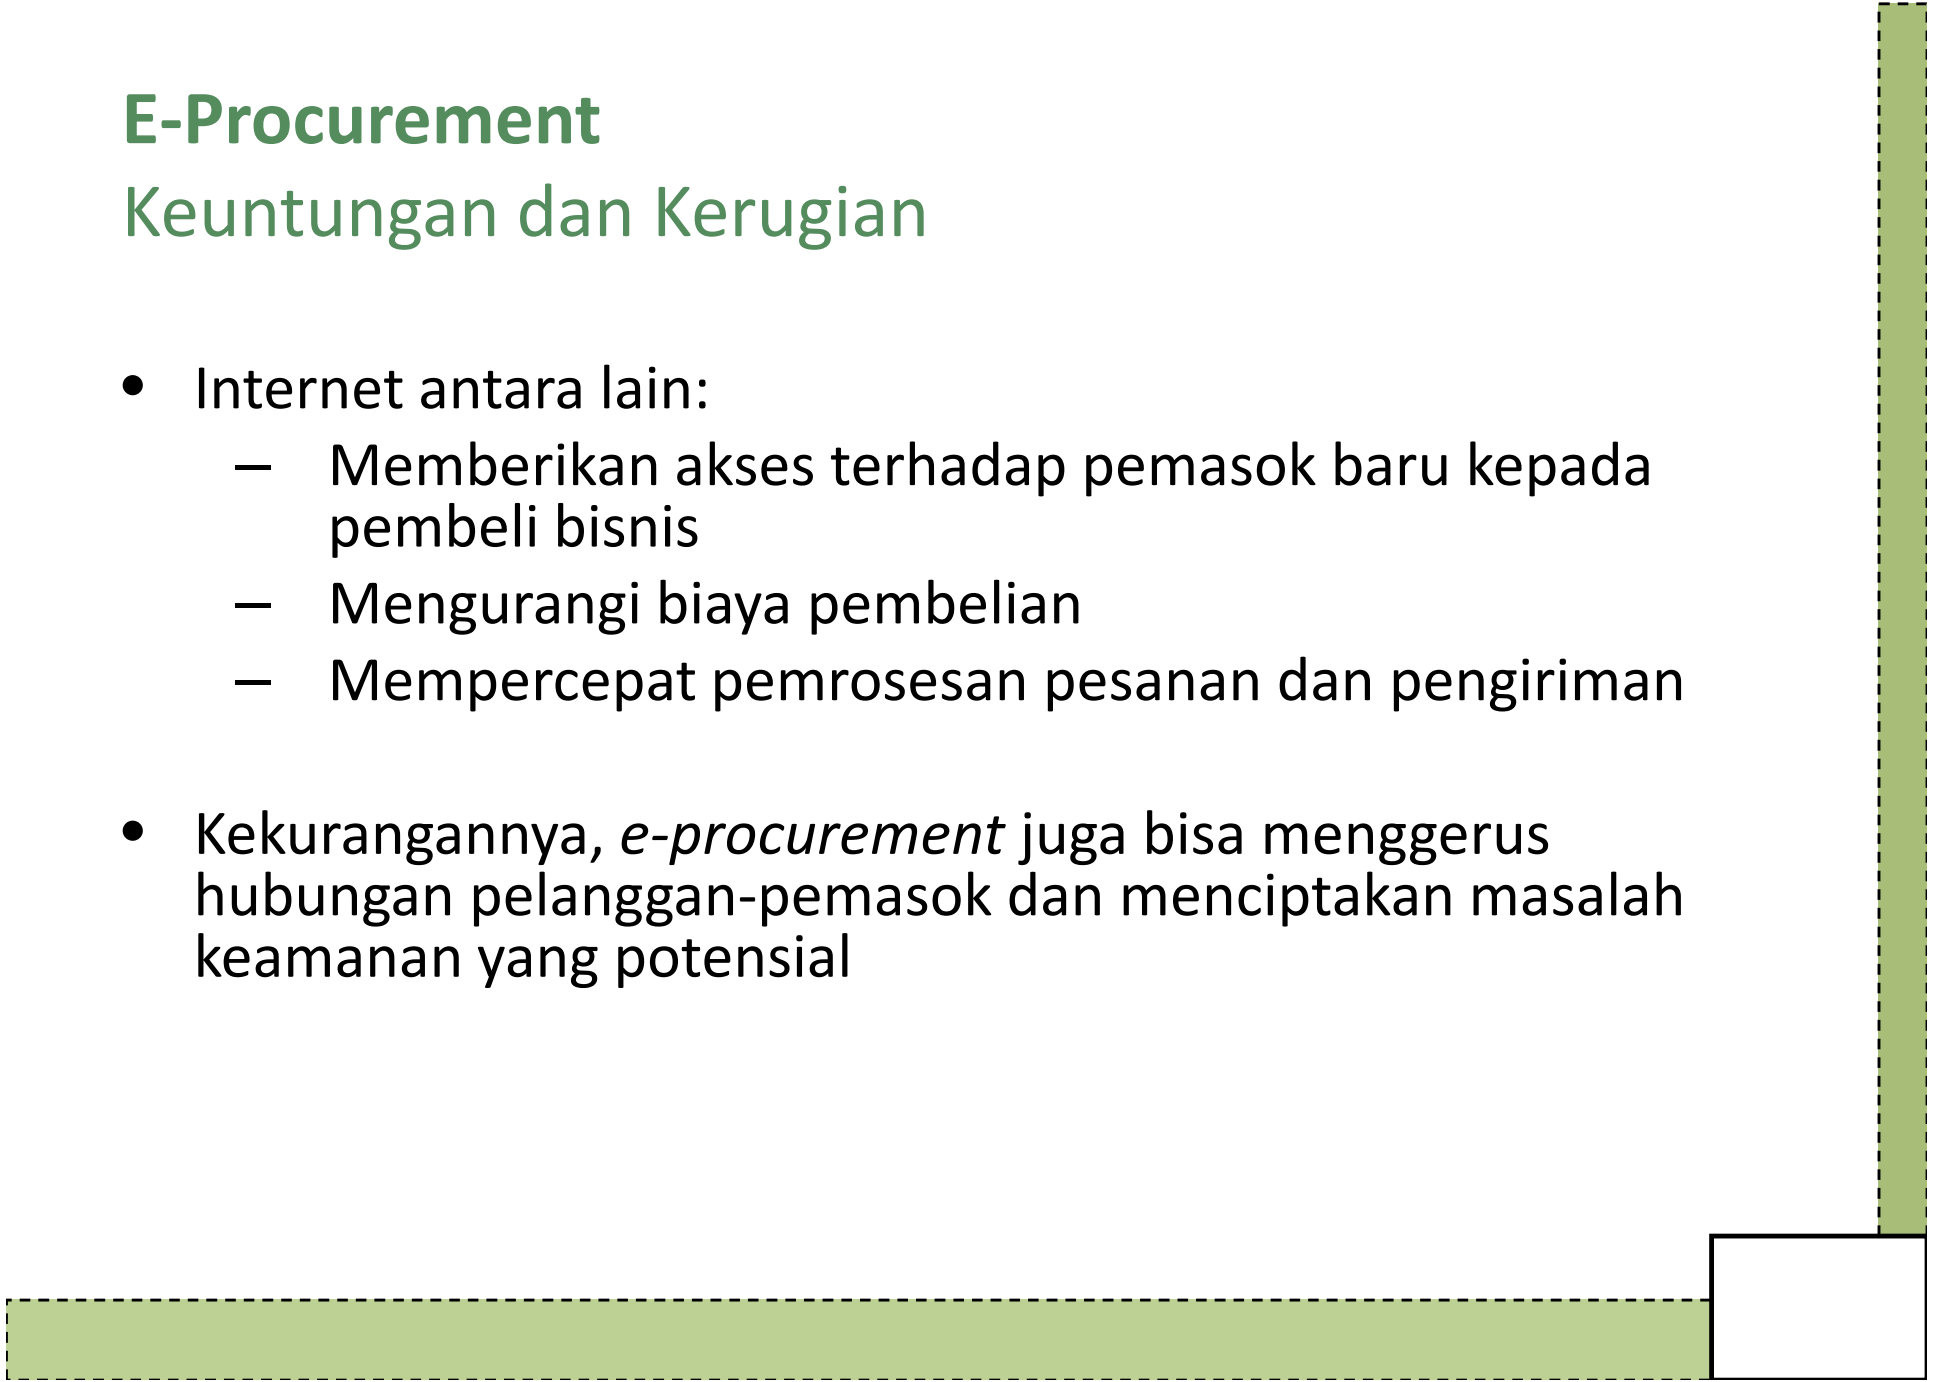 E-Procurement
Keuntungan dan Kerugian
• Internet antara lain:
– Memberikan akses terhadap pemasok baru kepada
pembeli bisnis
– Mengurangi biaya pembelian
– Mempercepat pemrosesan pesanan dan pengiriman
• Kekurangannya, e-procurement juga bisa menggerus
hubungan pelanggan-pemasok dan menciptakan masalah
keamanan yang potensial